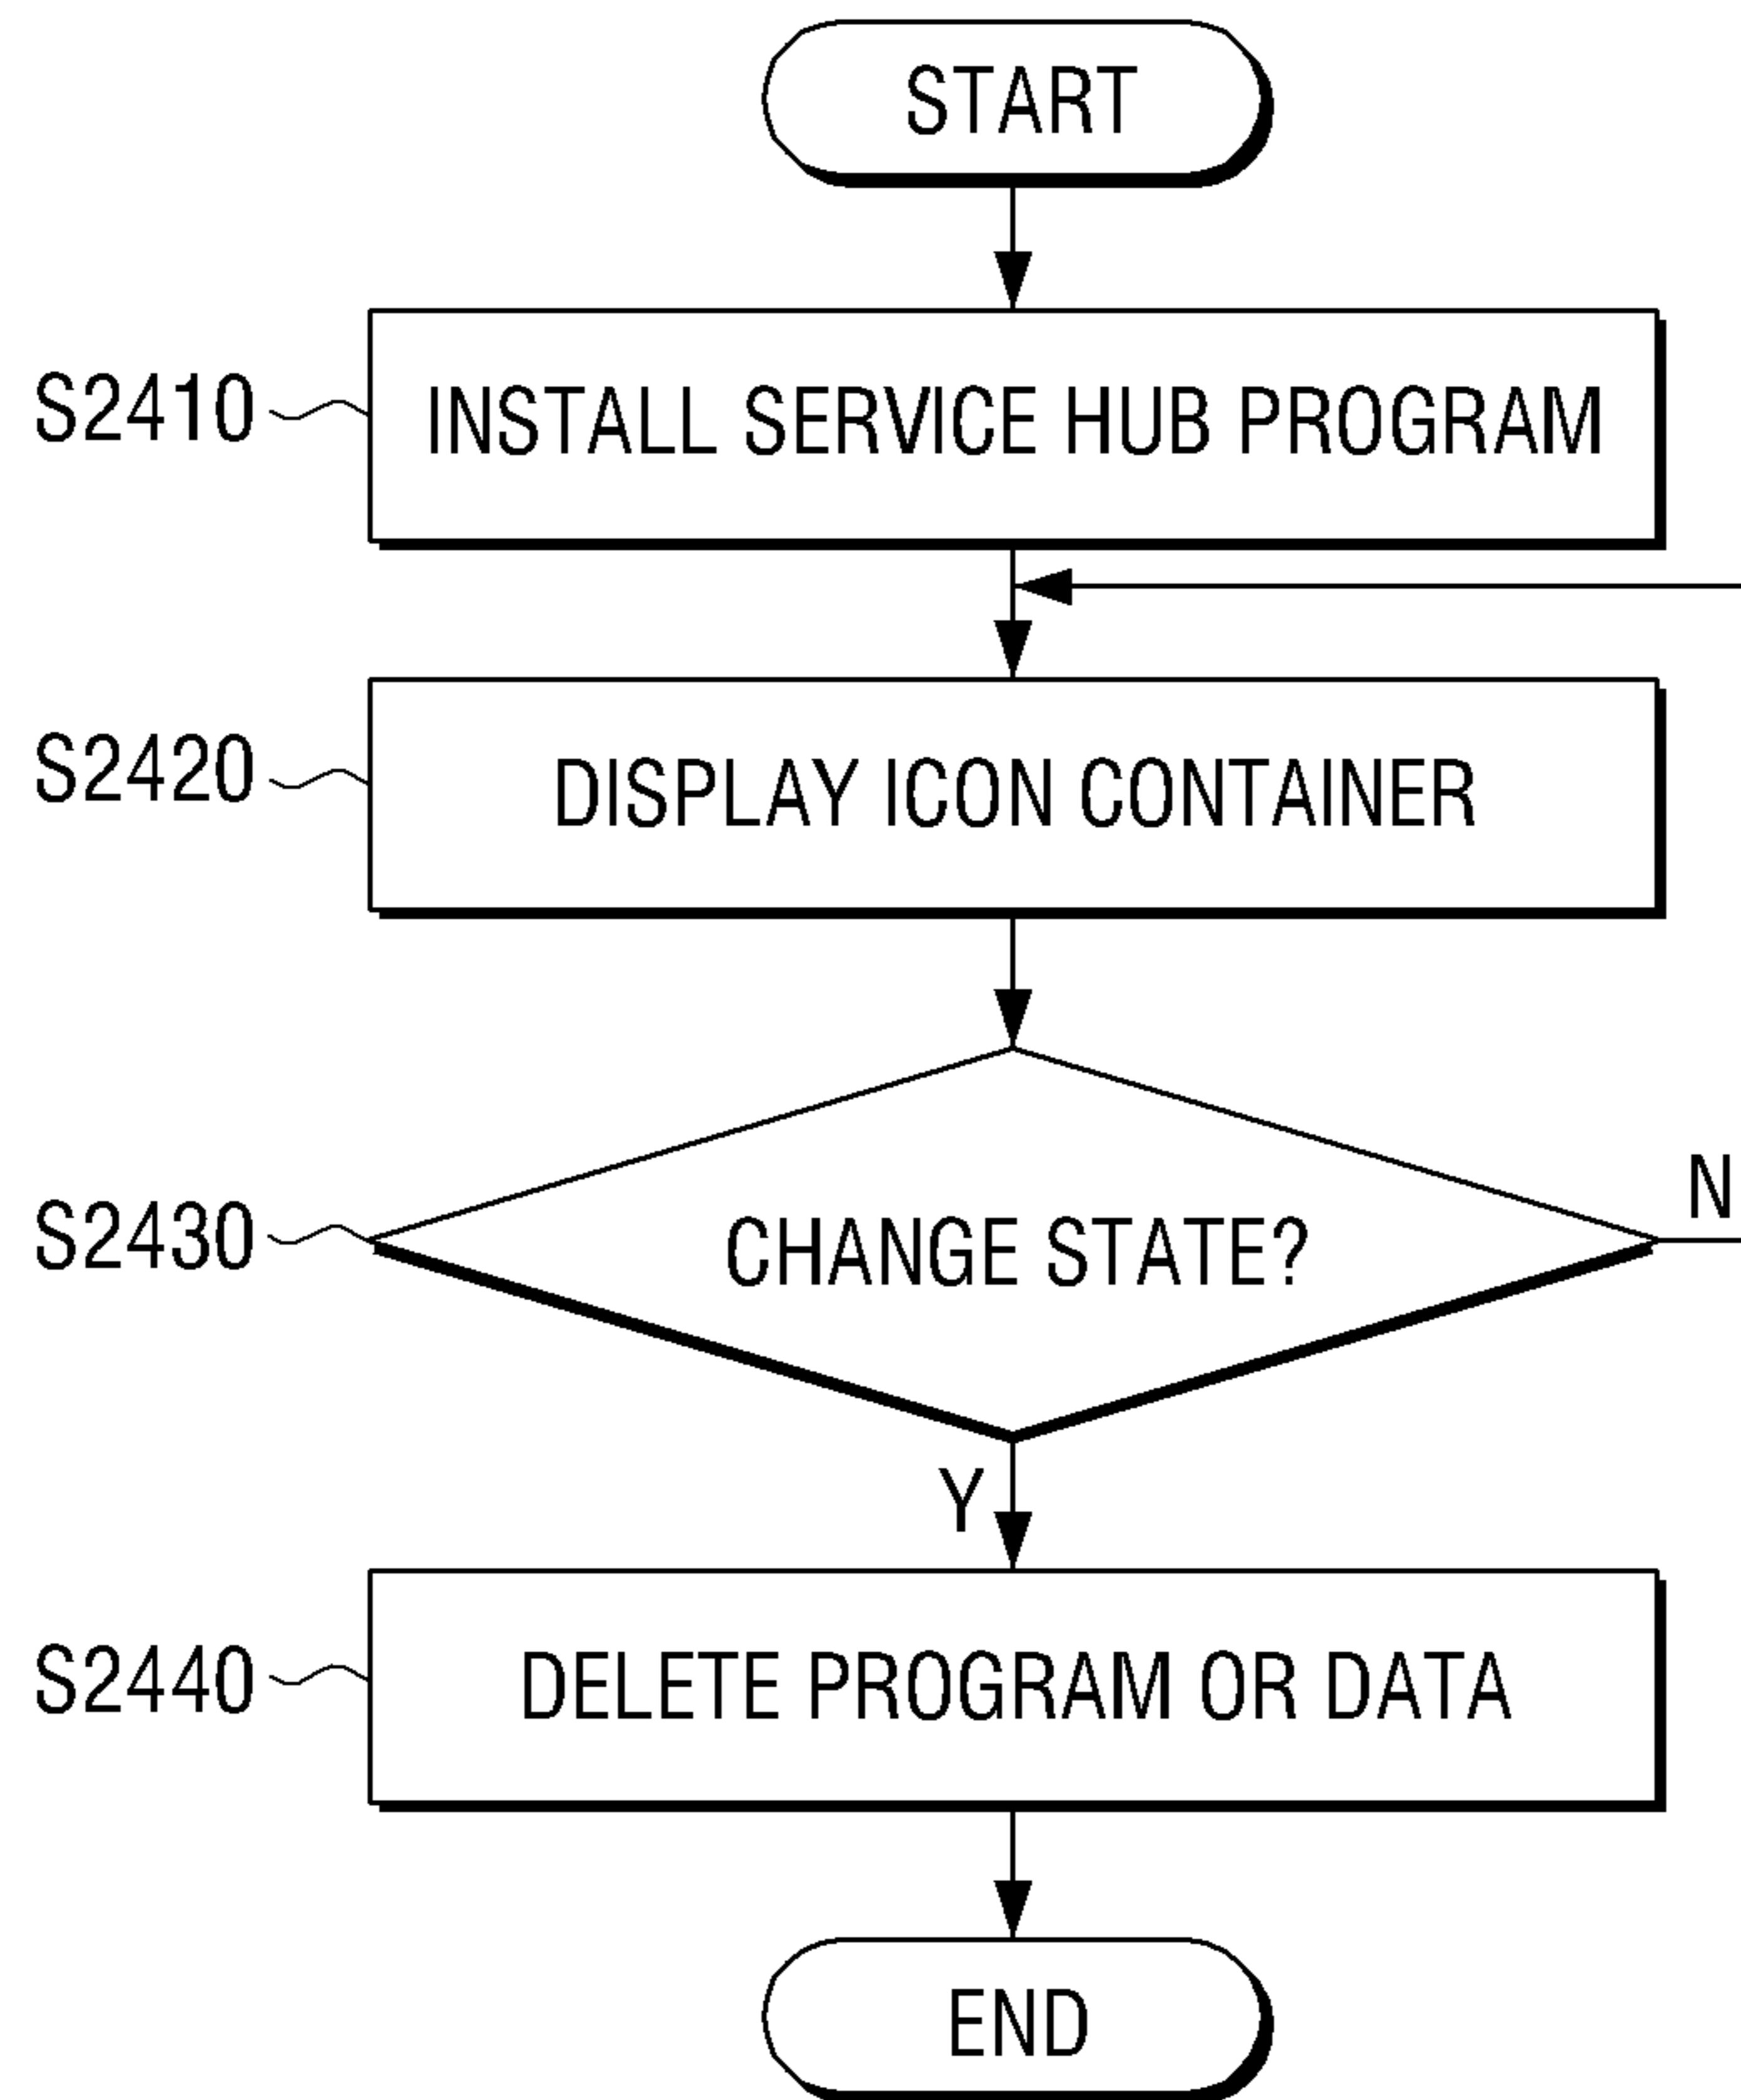 START
S2410 INSTALL SERVICE HUB PROGRAM
S2420 DISPLAY ICON CONTAINER
S2430 CHANGE STATE? N
Y
S2440 DELETE PROGRAM OR DATA
END